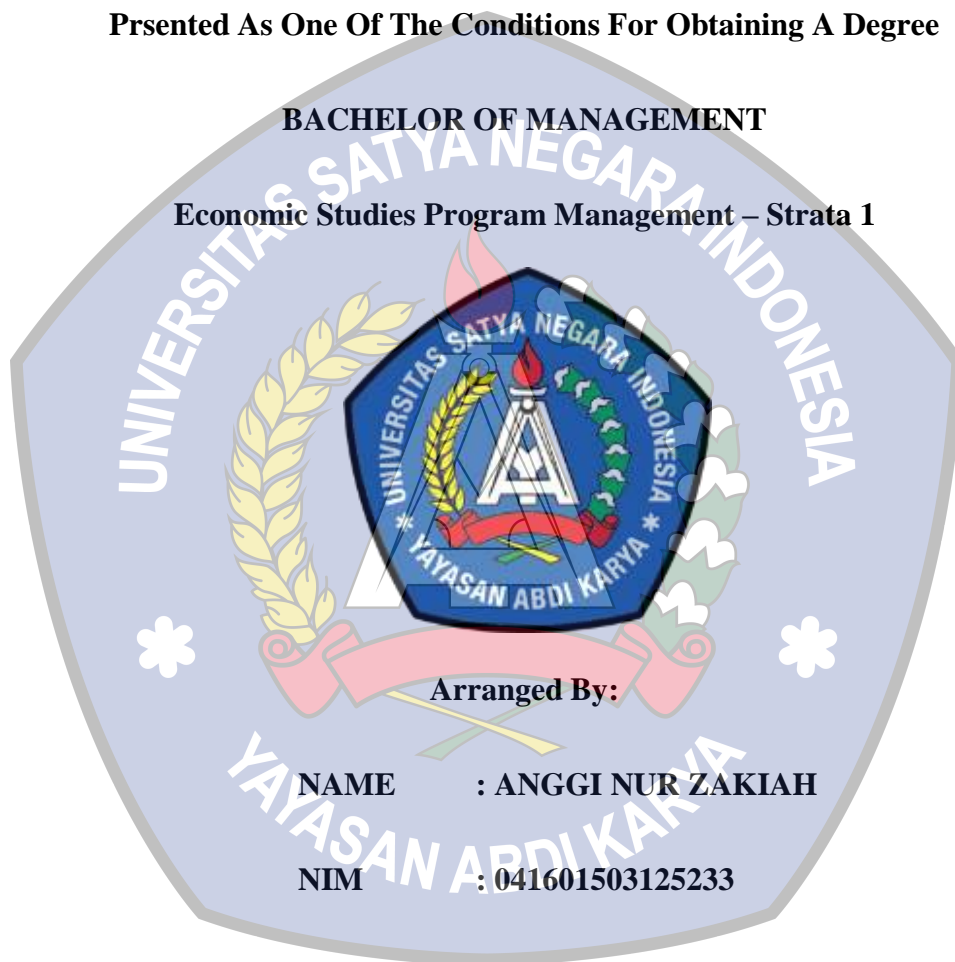 Prsented As One Of The Conditions For Obtaining A Degree
BACHELOR OF MANAGEMENT
Economic Studies Program Management – Strata 1
UNIVERSITAS SATYA NEGARA INDONESIA
* YAYASAN ABDI KARYA *
UNIVERSITAS SATYA NEGARA INDONESIA
* YAYASAN ABDI KARYA *
Arranged By:
NAME : ANGGI NUR ZAKIAH
NIM : 041601503125233